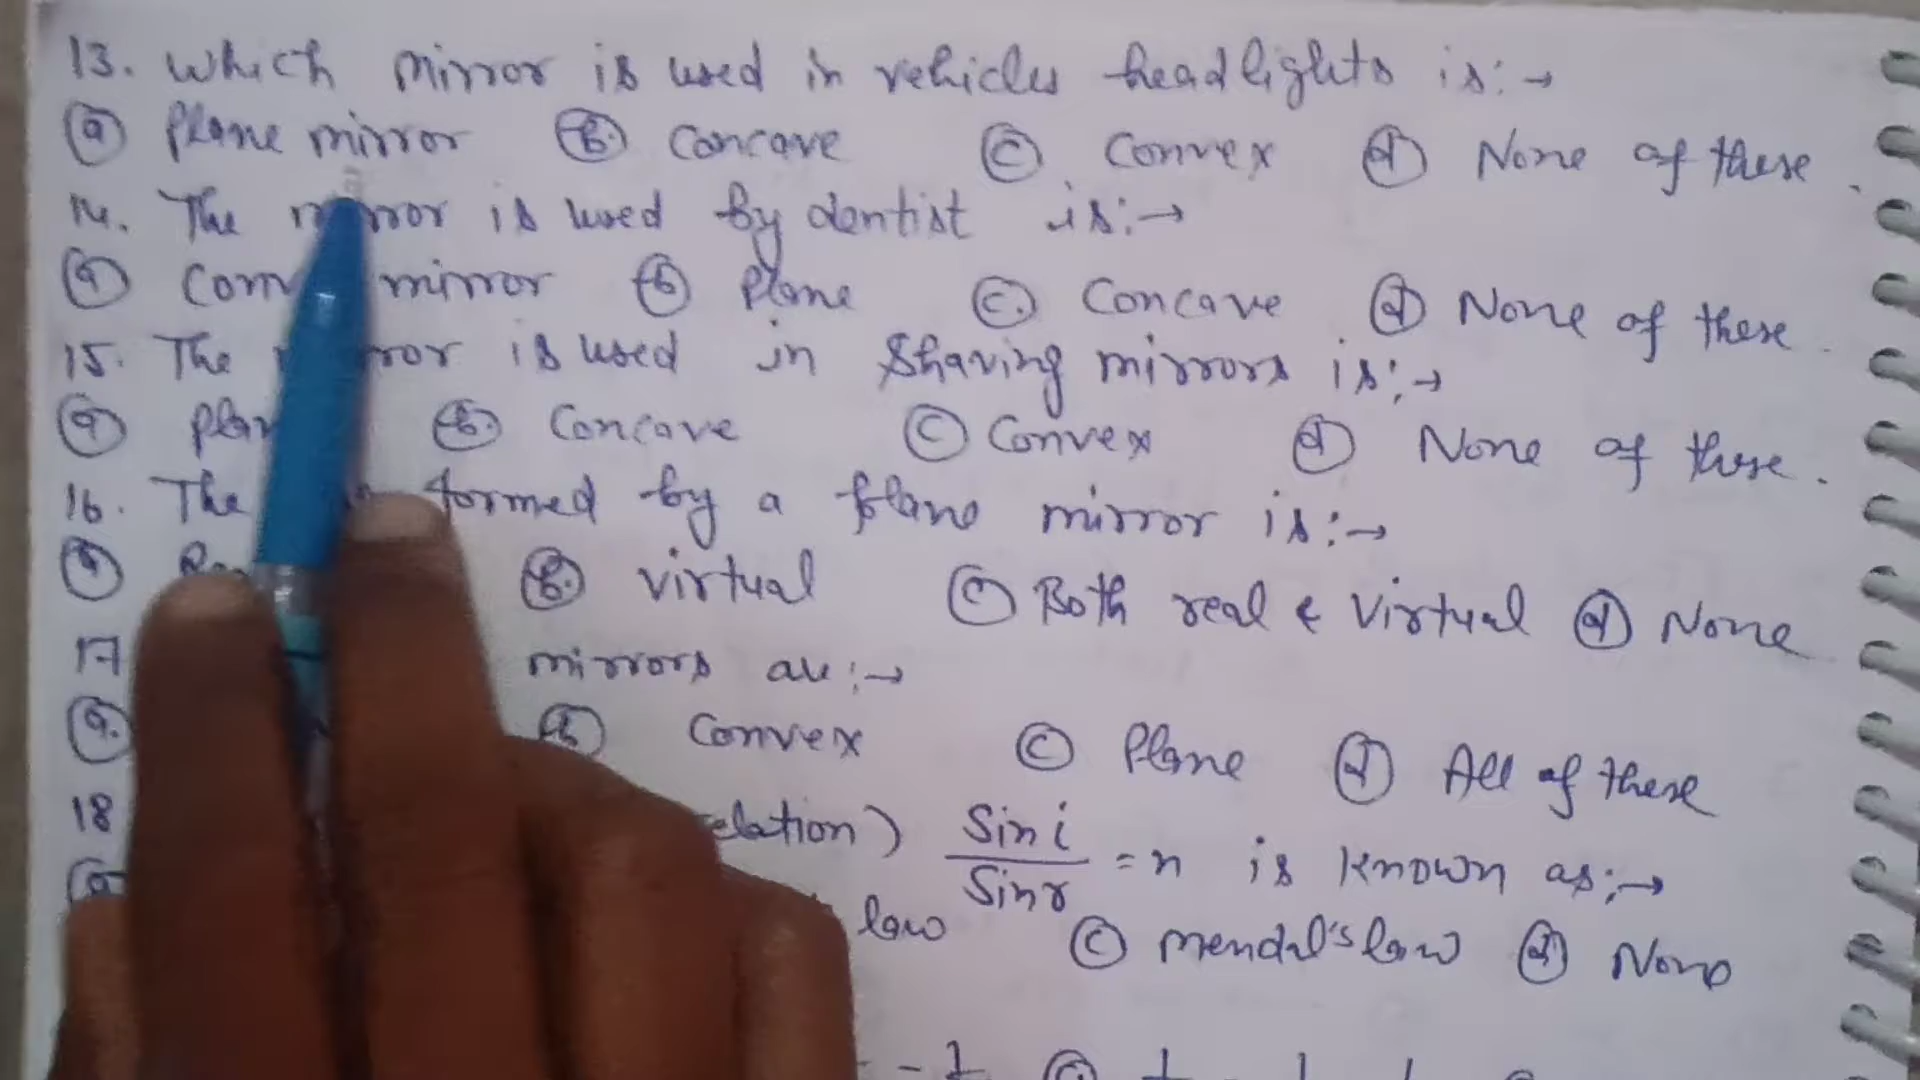 13. Which mirror is used in vehicles headlights is:→
(a) Plane mirror (b.) Concave (c) Convex (d) None of these.
14. The mirror is used by dentist is:→
(a) mirror (b) Plane (c.) Concave (d) None of these.
15. The is used in Shaving mirrors is:→
(a) (b.) Concave (c) Convex (d) None of these.
16. The formed by a plane mirror is:→
(a) (b.) virtual (c) Both real & Virtual (d) None
17 mirrors are:→
(a.) (b) Convex (c) Plane (d) All of these
18 ) Sin i / Sin r = n is known as:→
(a law (c) Mendal's law (d) None